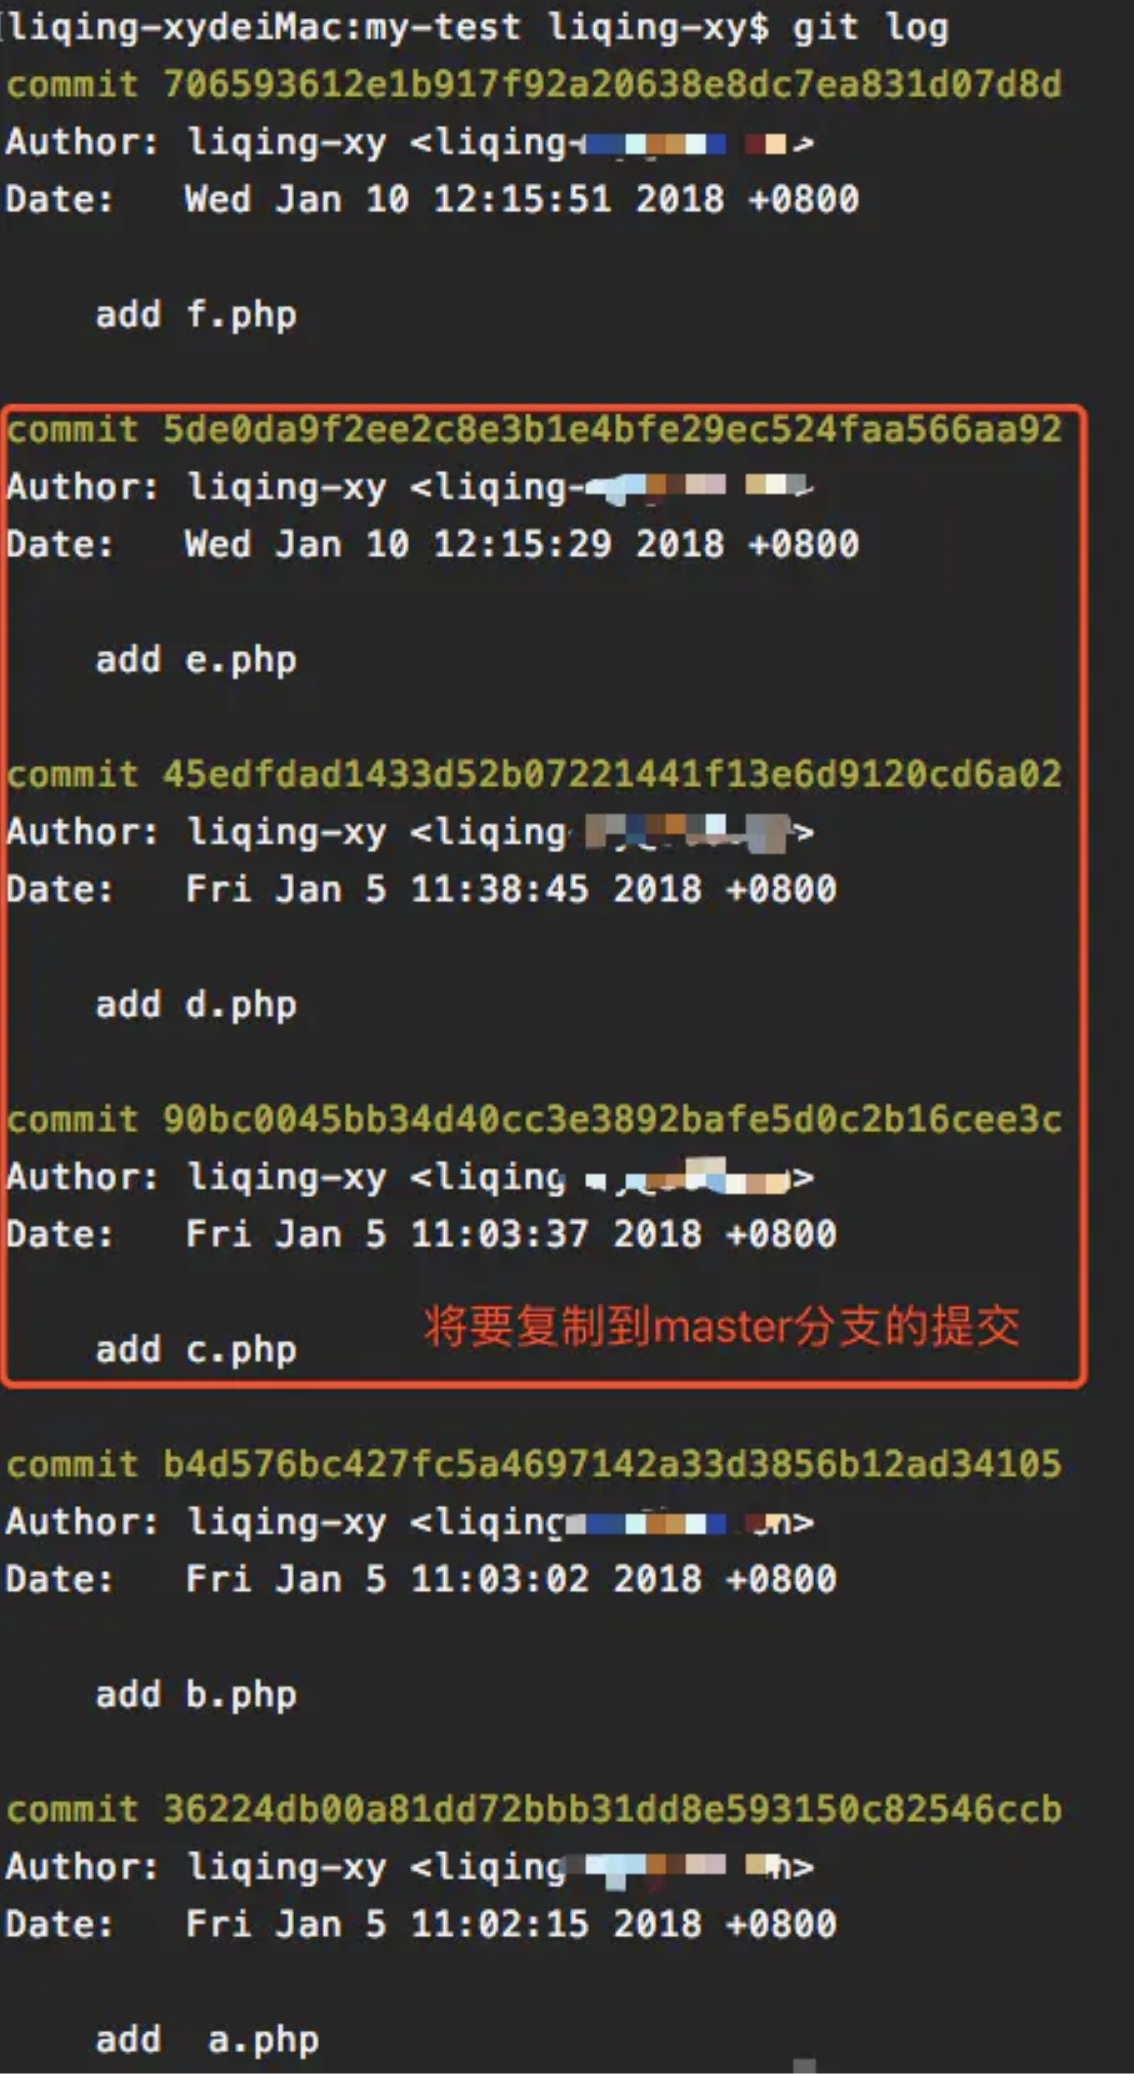 liqing-xydeiMac:my-test liqing-xy$ git log
commit 706593612e1b917f92a20638e8dc7ea831d07d8d
Author: liqing-xy <liqing- >
Date:   Wed Jan 10 12:15:51 2018 +0800
add f.php
commit 5de0da9f2ee2c8e3b1e4bfe29ec524faa566aa92
Author: liqing-xy <liqing-
Date:   Wed Jan 10 12:15:29 2018 +0800
add e.php
commit 45edfdad1433d52b07221441f13e6d9120cd6a02
Author: liqing-xy <liqing >
Date:   Fri Jan 5 11:38:45 2018 +0800
add d.php
commit 90bc0045bb34d40cc3e3892bafe5d0c2b16cee3c
Author: liqing-xy <liqing >
Date:   Fri Jan 5 11:03:37 2018 +0800
将要复制到master分支的提交
add c.php
commit b4d576bc427fc5a4697142a33d3856b12ad34105
Author: liqing-xy <liqing n>
Date:   Fri Jan 5 11:03:02 2018 +0800
add b.php
commit 36224db00a81dd72bbb31dd8e593150c82546ccb
Author: liqing-xy <liqing n>
Date:   Fri Jan 5 11:02:15 2018 +0800
add  a.php